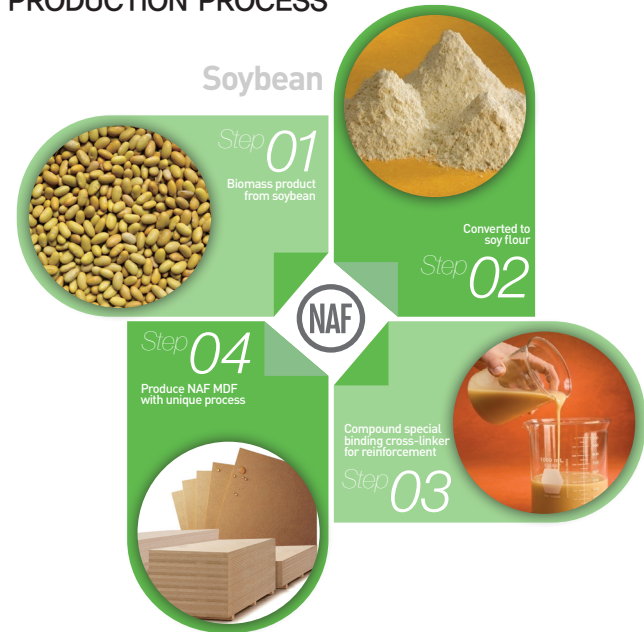 PRODUCTION PROCESS
Soybean
Step 01
Biomass product
from soybean
Converted to
soy flour
Step 02
NAF
Step 04
Produce NAF MDF
with unique process
Compound special
binding cross-linker
for reinforcement
Step 03